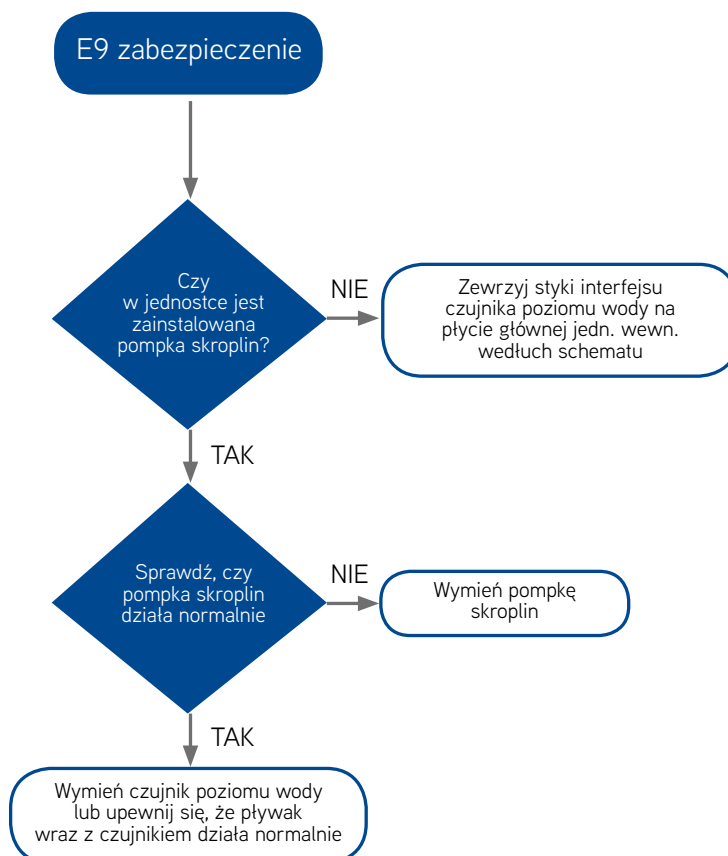 E9 zabezpieczenie
Czy
w jednostce jest
zainstalowana
pompka skroplin?
NIE
Zewrzyj styki interfejsu
czujnika poziomu wody na
płycie głównej jedn. wewn.
wedłuch schematu
TAK
Sprawdź, czy
pompka skroplin
działa normalnie
NIE
Wymień pompkę
skroplin
TAK
Wymień czujnik poziomu wody
lub upewnij się, że pływak
wraz z czujnikiem działa normalnie